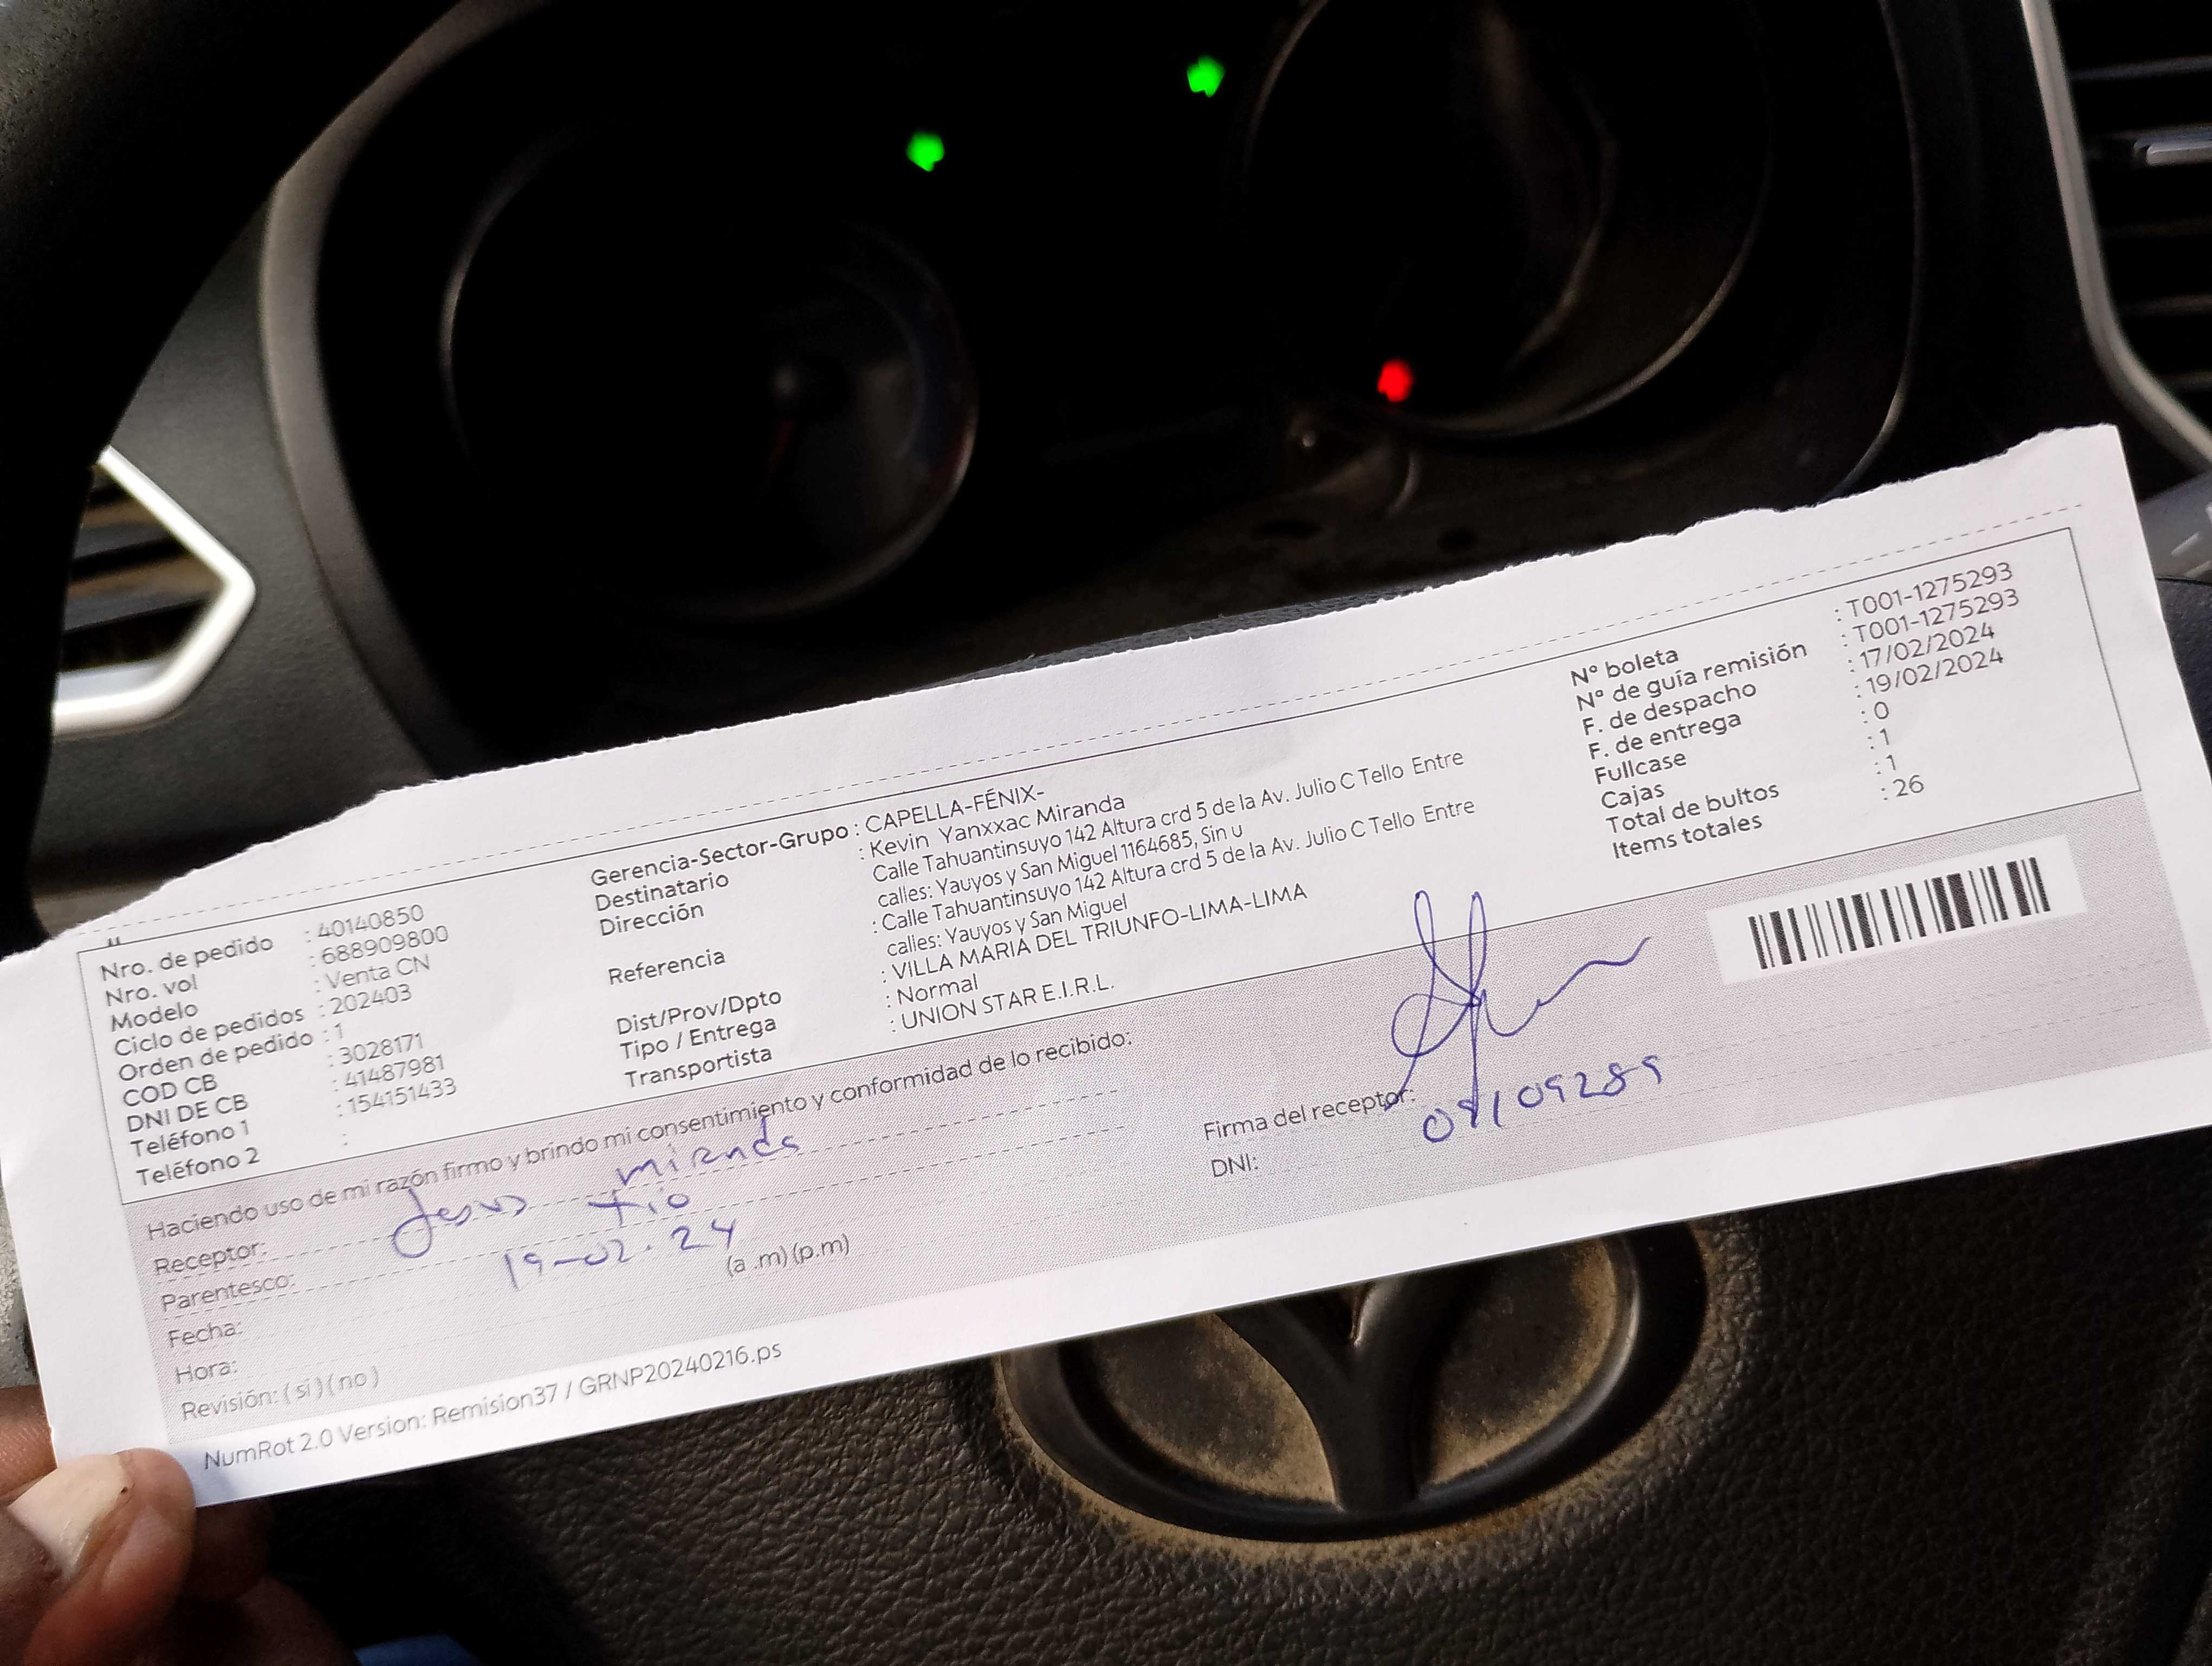 Nro. de pedido : 40140850
Nro. vol : 688909800
Modelo : Venta CN
Ciclo de pedidos : 202403
Orden de pedido : 1
COD CB : 3028171
DNI DE CB : 41487981
Teléfono 1 : 154151433
Teléfono 2 :
Gerencia-Sector-Grupo : CAPELLA-FÉNIX-
Destinatario : Kevin Yanxxac Miranda
Dirección Calle Tahuantinsuyo 142 Altura crd 5 de la Av. Julio C Tello Entre
calles: Yauyos y San Miguel 1164685, Sin u
Referencia : Calle Tahuantinsuyo 142 Altura crd 5 de la Av. Julio C Tello Entre
calles: Yauyos y San Miguel
Dist/Prov/Dpto : VILLA MARIA DEL TRIUNFO-LIMA-LIMA
Tipo / Entrega : Normal
Transportista : UNION STAR E.I.R.L.
N° boleta : T001-1275293
N° de guía remisión : T001-1275293
F. de despacho : 17/02/2024
F. de entrega : 19/02/2024
Fullcase : 0
Cajas : 1
Total de bultos : 1
Items totales : 26
Haciendo uso de mi razón firmo y brindo mi consentimiento y conformidad de lo recibido:
Receptor: Jesus Miranda
Parentesco: tio
Fecha: 19-02-24
Hora: (a .m) (p.m)
Revisión: ( si ) ( no )
Firma del receptor:
DNI:
NumRot 2.0 Version: Remision37 / GRNP20240216.ps